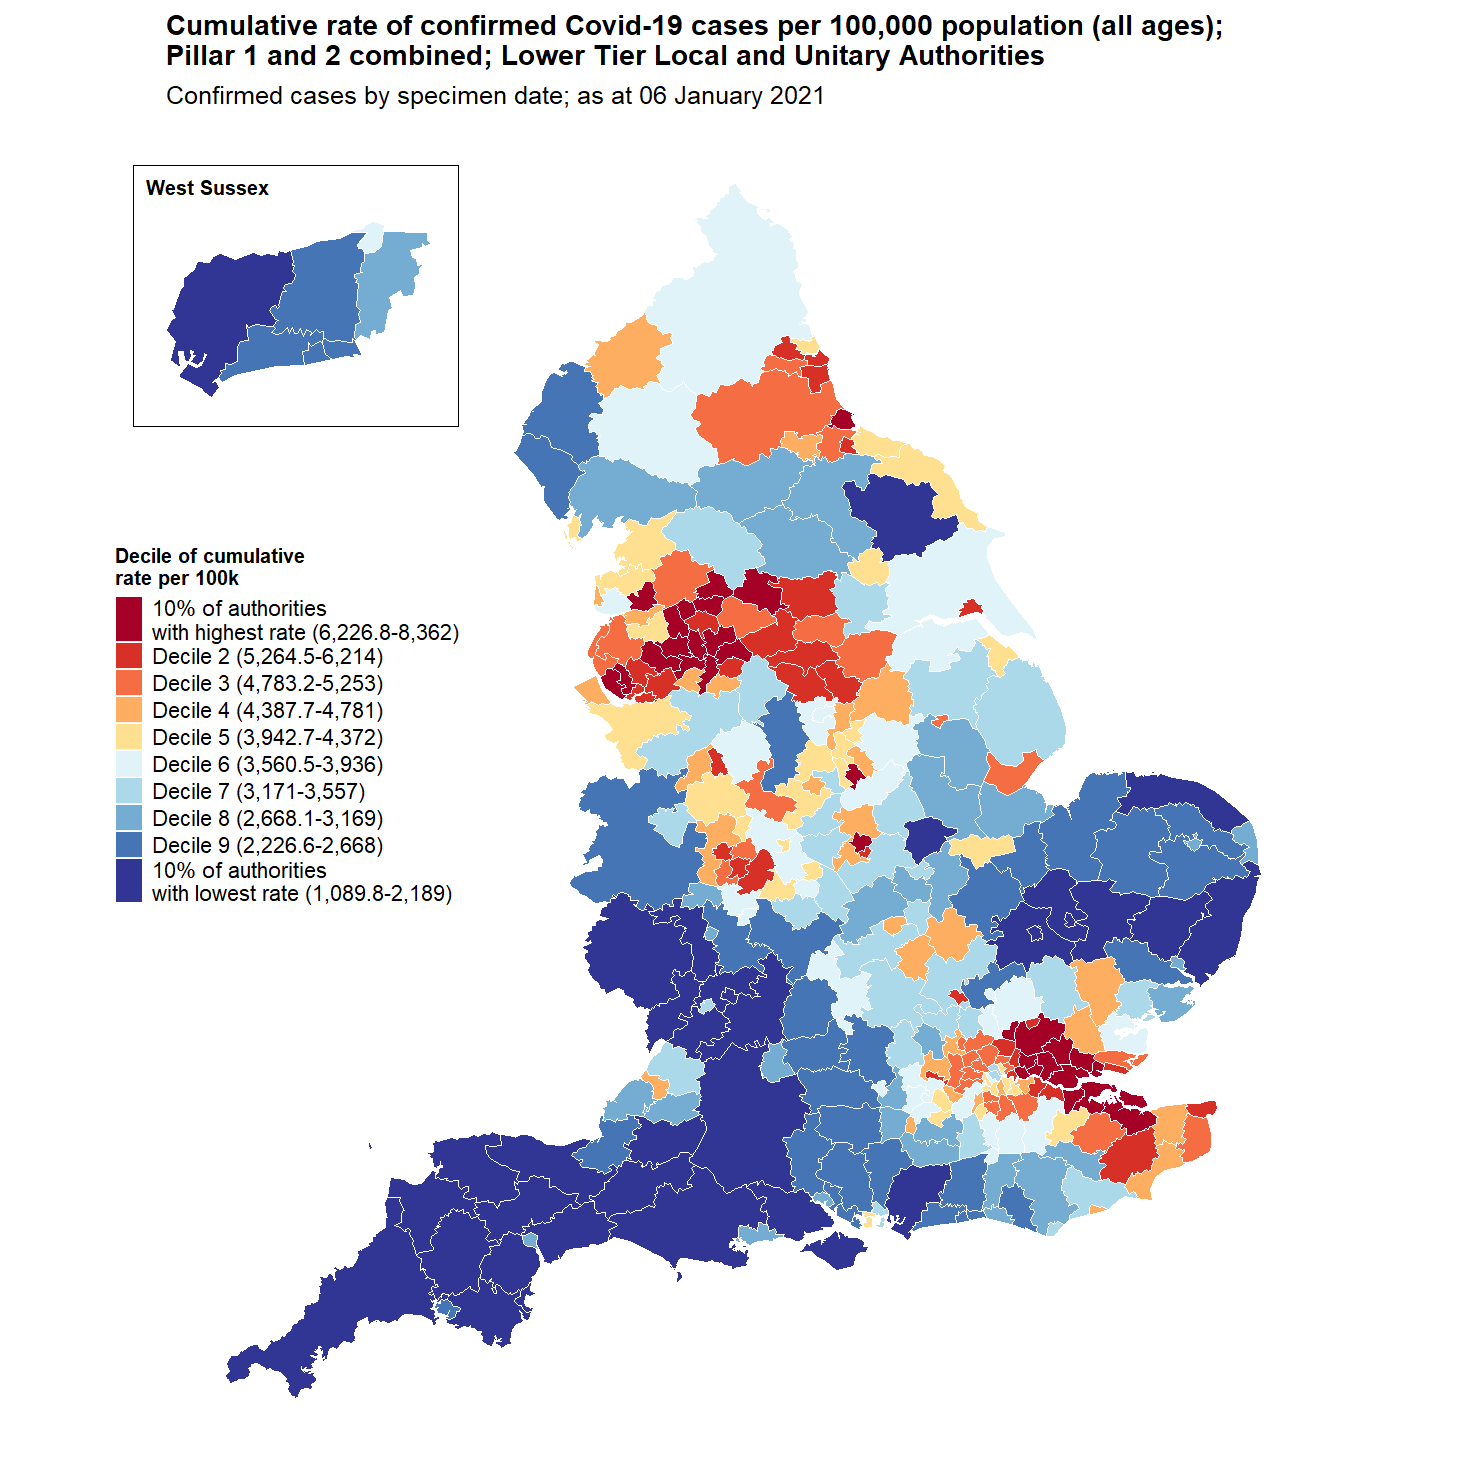 Cumulative rate of confirmed Covid-19 cases per 100,000 population (all ages);
Pillar 1 and 2 combined; Lower Tier Local and Unitary Authorities
Confirmed cases by specimen date; as at 06 January 2021
West Sussex
Decile of cumulative
rate per 100k
10% of authorities
with highest rate (6,226.8-8,362)
Decile 2 (5,264.5-6,214)
Decile 3 (4,783.2-5,253)
Decile 4 (4,387.7-4,781)
Decile 5 (3,942.7-4,372)
Decile 6 (3,560.5-3,936)
Decile 7 (3,171-3,557)
Decile 8 (2,668.1-3,169)
Decile 9 (2,226.6-2,668)
10% of authorities
with lowest rate (1,089.8-2,189)